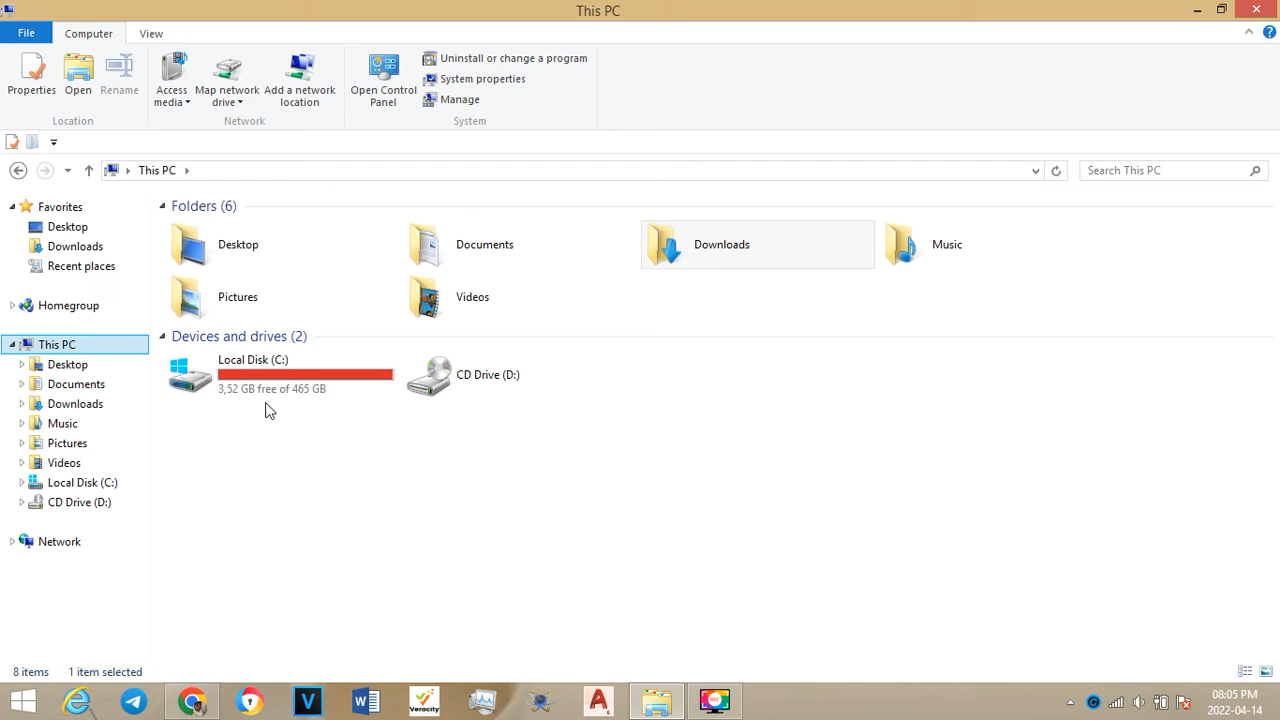 This PC
File
Computer
View
Properties
Open
Rename
Access media
Map network drive
Add a network location
Open Control Panel
Uninstall or change a program
System properties
Manage
Location
Network
System
This PC
Search This PC
Favorites
Desktop
Downloads
Recent places
Homegroup
This PC
Desktop
Documents
Downloads
Music
Pictures
Videos
Local Disk (C:)
CD Drive (D:)
Network
Folders (6)
Desktop
Documents
Downloads
Music
Pictures
Videos
Devices and drives (2)
Local Disk (C:)
3,52 GB free of 465 GB
CD Drive (D:)
8 items
1 item selected
V
Veracity
A
REC
08:05 PM
2022-04-14